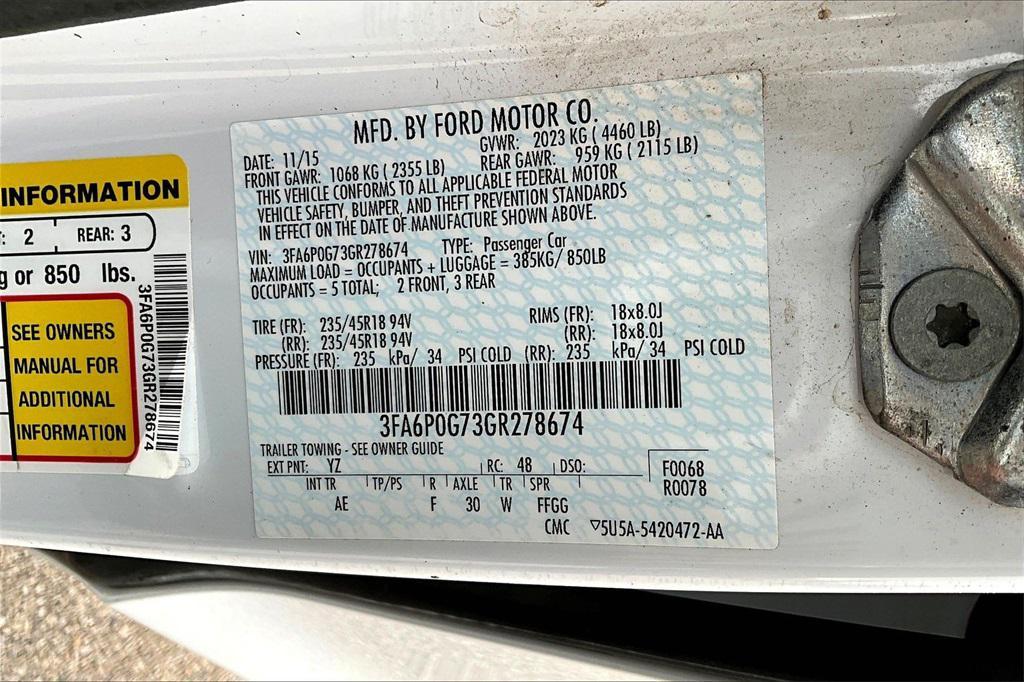 INFORMATION
: 2 REAR: 3
g or 850 lbs.
SEE OWNERS
MANUAL FOR
ADDITIONAL
INFORMATION
3FA6P0G73GR278674
MFD. BY FORD MOTOR CO.
DATE: 11/15 GVWR: 2023 KG ( 4460 LB)
FRONT GAWR: 1068 KG ( 2355 LB) REAR GAWR: 959 KG ( 2115 LB)
THIS VEHICLE CONFORMS TO ALL APPLICABLE FEDERAL MOTOR
VEHICLE SAFETY, BUMPER, AND THEFT PREVENTION STANDARDS
IN EFFECT ON THE DATE OF MANUFACTURE SHOWN ABOVE.
VIN: 3FA6P0G73GR278674 TYPE: Passenger Car
MAXIMUM LOAD = OCCUPANTS + LUGGAGE = 385KG/ 850LB
OCCUPANTS = 5 TOTAL; 2 FRONT, 3 REAR
TIRE (FR): 235/45R18 94V RIMS (FR): 18x8.0J
(RR): 235/45R18 94V (RR): 18x8.0J
PRESSURE (FR): 235 kPa/ 34 PSI COLD (RR): 235 kPa/ 34 PSI COLD
3FA6P0G73GR278674
TRAILER TOWING - SEE OWNER GUIDE
EXT PNT: YZ RC: 48 DSO: F0068
INT TR TP/PS R AXLE TR SPR R0078
AE F 30 W FFGG
CMC ▽5U5A-5420472-AA